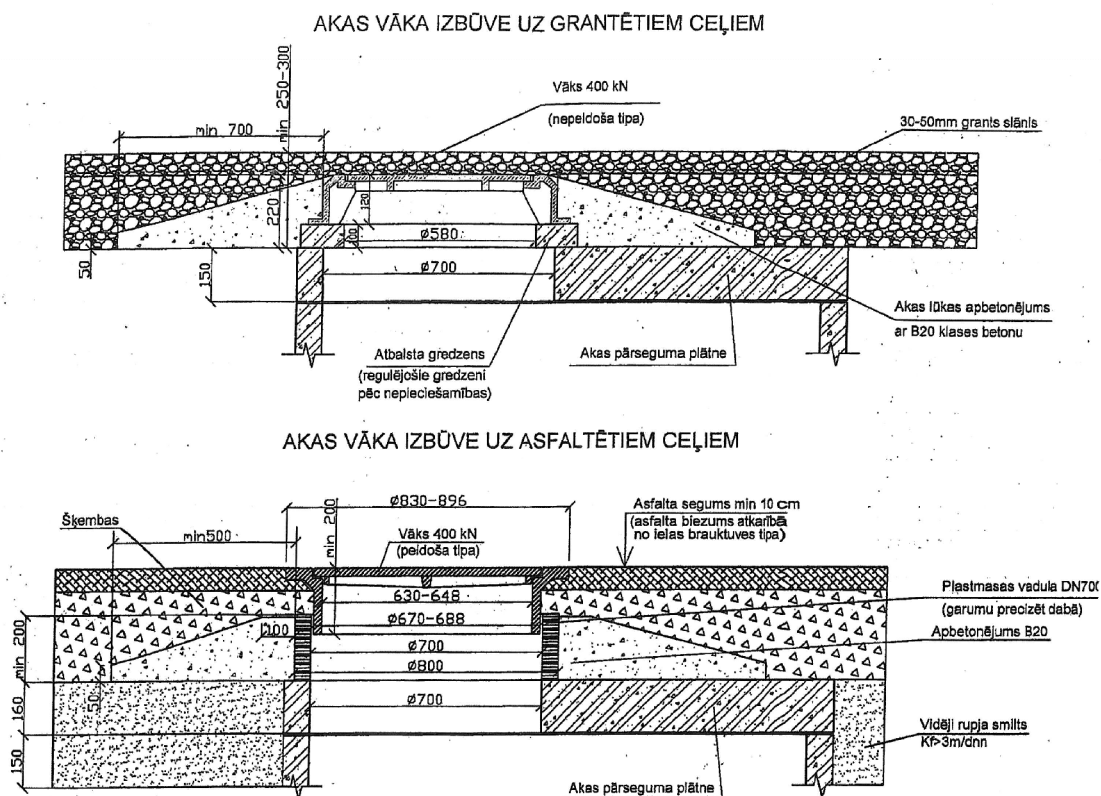 AKAS VĀKA IZBŪVE UZ GRANTĒTIEM CEĻIEM
Vāks 400 kN
(nepeldoša tipa)
30-50mm grants slānis
min 700
min 250-300
220
50
150
120
100
Ø580
Ø700
Akas lūkas apbetonējums
ar B20 klases betonu
Atbalsta gredzens
(regulējošie gredzeni
pēc nepieciešamības)
Akas pārseguma plātne
AKAS VĀKA IZBŪVE UZ ASFALTĒTIEM CEĻIEM
Ø830-896
Šķembas
min500
Vāks 400 kN
(peldoša tipa)
min 200
Asfalta segums min 10 cm
(asfalta biezums atkarībā
no ielas brauktuves tipa)
630-648
Ø670-688
Ø700
Ø800
Ø700
100
min 200
50
160
150
Plastmasas vadula DN700
(garumu precizēt dabā)
Apbetonējums B20
Vidēji rupja smilts
Kf>3m/dnn
Akas pārseguma plātne